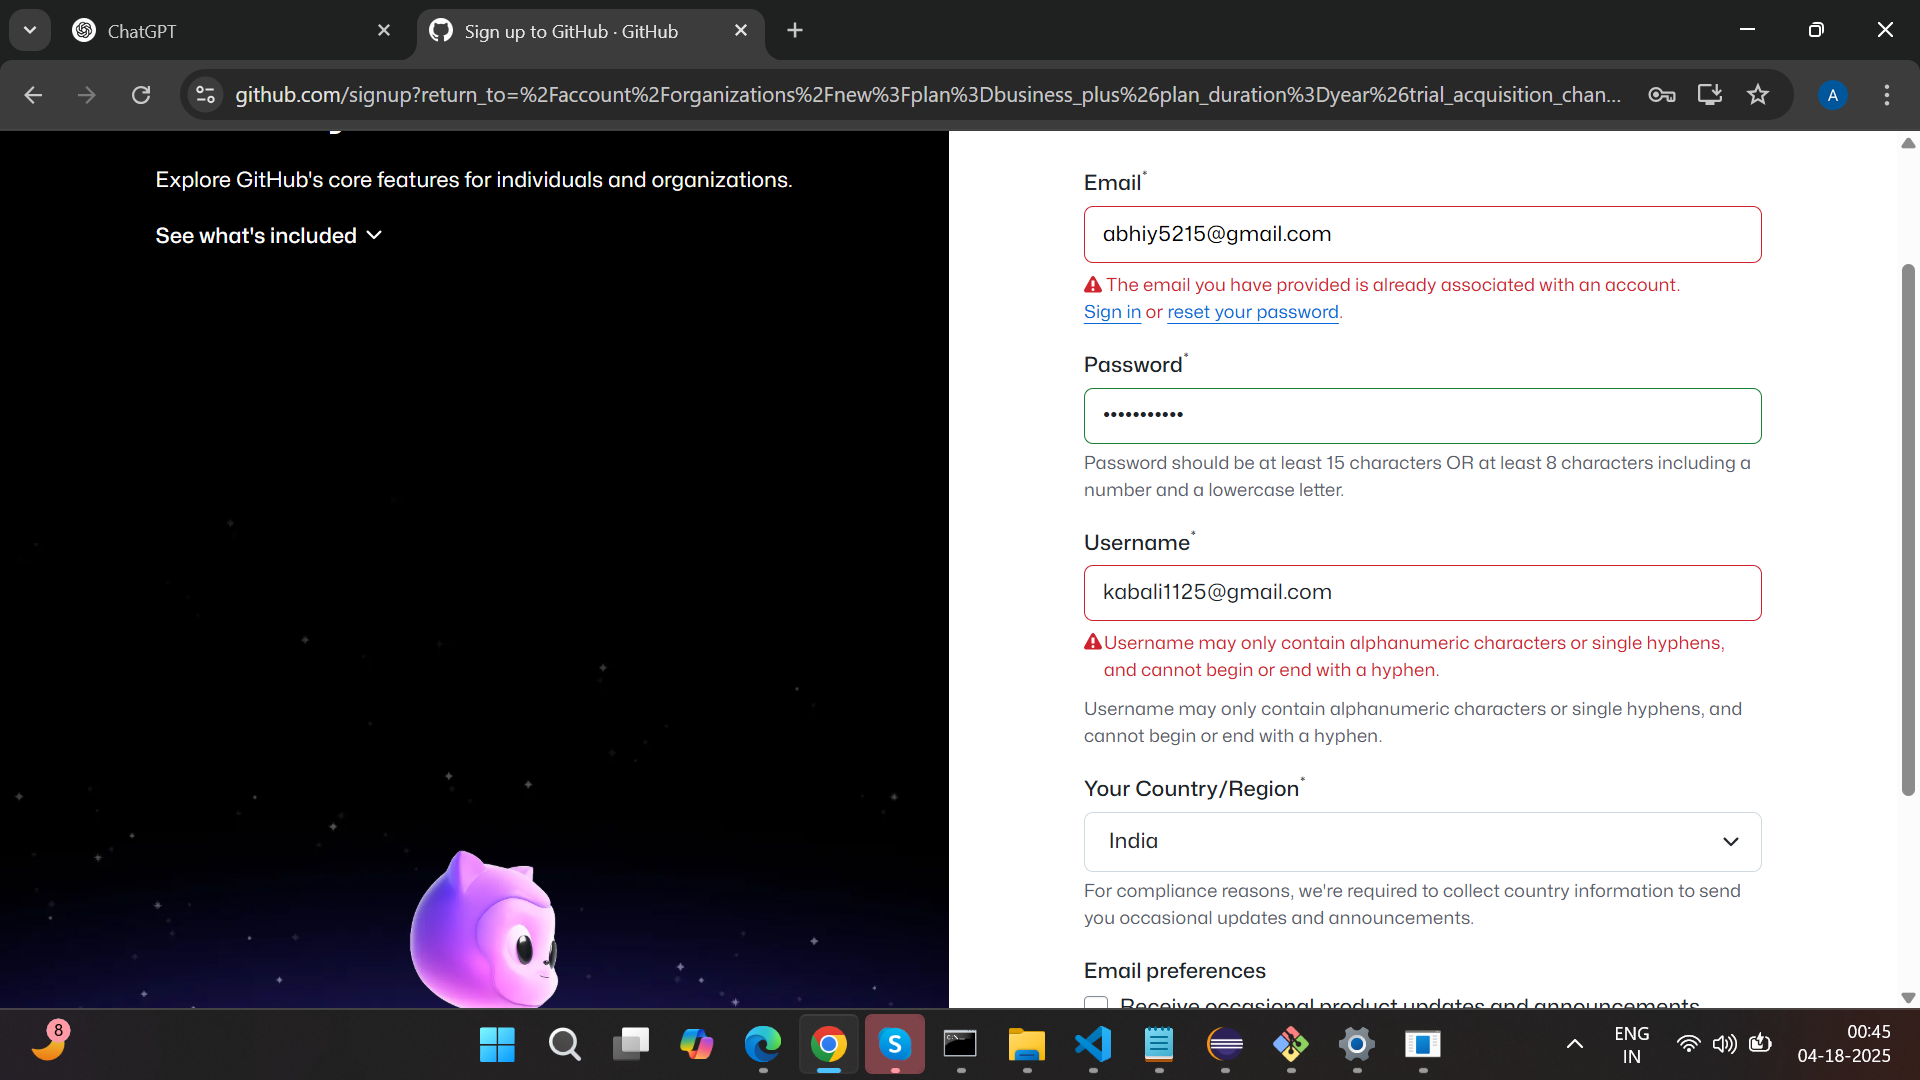 ChatGPT
Sign up to GitHub · GitHub
github.com/signup?return_to=%2Faccount%2Forganizations%2Fnew%3Fplan%3Dbusiness_plus%26plan_duration%3Dyear%26trial_acquisition_chan...
A
Explore GitHub's core features for individuals and organizations.
See what's included
Email*
abhiy5215@gmail.com
The email you have provided is already associated with an account.
Sign in or reset your password.
Password*
•••••••••••
Password should be at least 15 characters OR at least 8 characters including a
number and a lowercase letter.
Username*
kabali1125@gmail.com
Username may only contain alphanumeric characters or single hyphens,
and cannot begin or end with a hyphen.
Username may only contain alphanumeric characters or single hyphens, and
cannot begin or end with a hyphen.
Your Country/Region*
India
For compliance reasons, we're required to collect country information to send
you occasional updates and announcements.
Email preferences
Receive occasional product updates and announcements
8
S
ENG
IN
00:45
04-18-2025